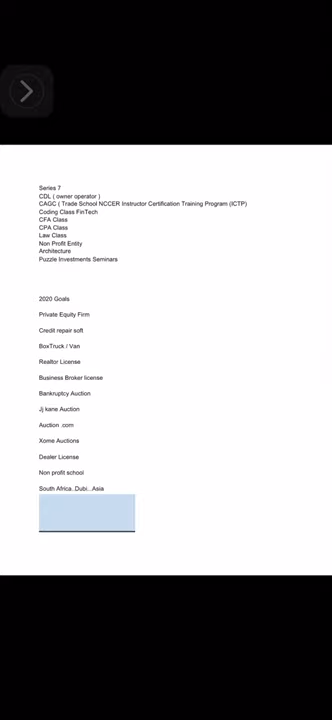 Series 7
CDL ( owner operator )
CAGC ( Trade School NCCER Instructor Certification Training Program (ICTP)
Coding Class FinTech
CFA Class
CPA Class
Law Class
Non Profit Entity
Architecture
Puzzle Investments Seminars
2020 Goals
Private Equity Firm
Credit repair soft
BoxTruck / Van
Realtor License
Business Broker license
Bankruptcy Auction
Jj kane Auction
Auction .com
Xome Auctions
Dealer License
Non profit school
South Africa..Dubi...Asia